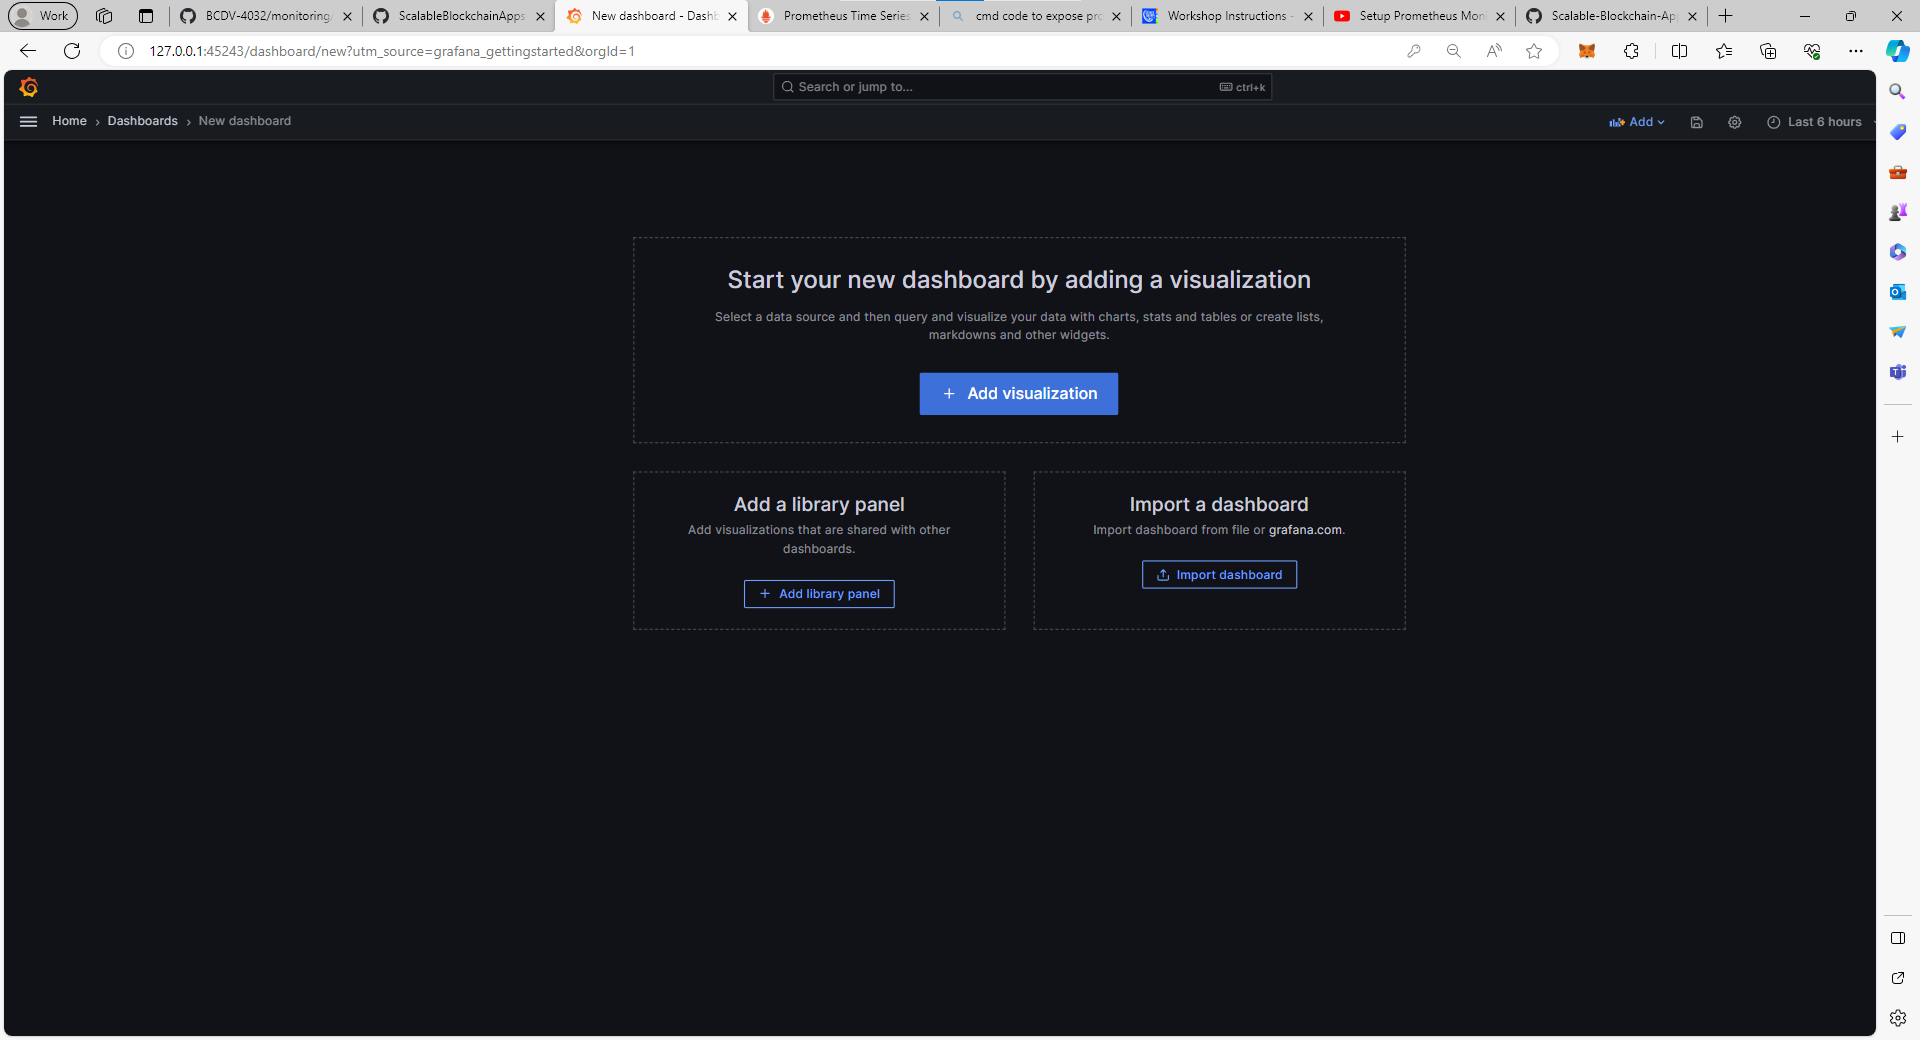 Work
BCDV-4032/monitoring/
ScalableBlockchainApps
New dashboard - Dashb
Prometheus Time Series
cmd code to expose pro
Workshop Instructions -
Setup Prometheus Moni
Scalable-Blockchain-App
127.0.0.1:45243/dashboard/new?utm_source=grafana_gettingstarted&orgId=1
Search or jump to...
ctrl+k
Home › Dashboards › New dashboard
Add
Last 6 hours
Start your new dashboard by adding a visualization
Select a data source and then query and visualize your data with charts, stats and tables or create lists,
markdowns and other widgets.
+ Add visualization
Add a library panel
Add visualizations that are shared with other
dashboards.
+ Add library panel
Import a dashboard
Import dashboard from file or grafana.com.
Import dashboard